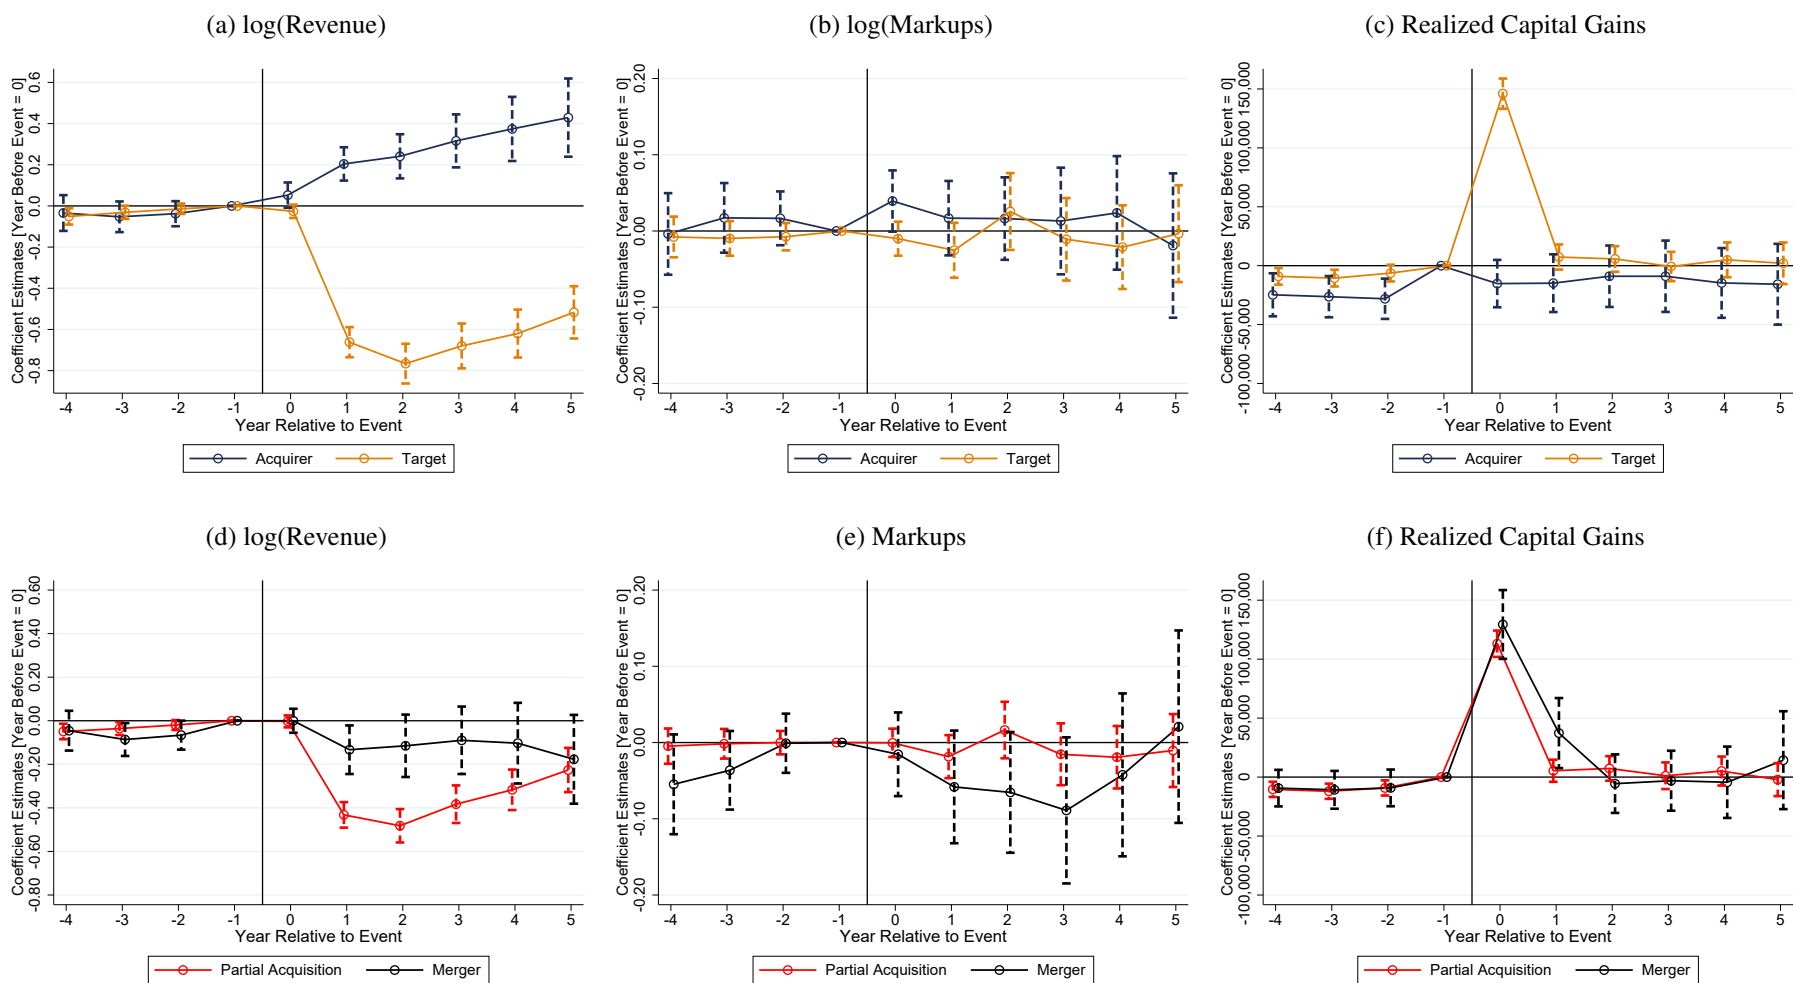 (a) log(Revenue)
Coefficient Estimates [Year Before Event = 0]
0.6
0.4
0.2
0.0
-0.2
-0.4
-0.6
-0.8
-4 -3 -2 -1 0 1 2 3 4 5
Year Relative to Event
Acquirer Target
(b) log(Markups)
Coefficient Estimates [Year Before Event = 0]
0.20
0.10
0.00
-0.10
-0.20
-4 -3 -2 -1 0 1 2 3 4 5
Year Relative to Event
Acquirer Target
(c) Realized Capital Gains
Coefficient Estimates [Year Before Event = 0]
150,000
100,000
50,000
0
-50,000
-100,000
-4 -3 -2 -1 0 1 2 3 4 5
Year Relative to Event
Acquirer Target
(d) log(Revenue)
Coefficient Estimates [Year Before Event = 0]
0.60
0.40
0.20
0.00
-0.20
-0.40
-0.60
-0.80
-4 -3 -2 -1 0 1 2 3 4 5
Year Relative to Event
Partial Acquisition Merger
(e) Markups
Coefficient Estimates [Year Before Event = 0]
0.20
0.10
0.00
-0.10
-0.20
-4 -3 -2 -1 0 1 2 3 4 5
Year Relative to Event
Partial Acquisition Merger
(f) Realized Capital Gains
Coefficient Estimates [Year Before Event = 0]
150,000
100,000
50,000
0
-50,000
-100,000
-4 -3 -2 -1 0 1 2 3 4 5
Year Relative to Event
Partial Acquisition Merger